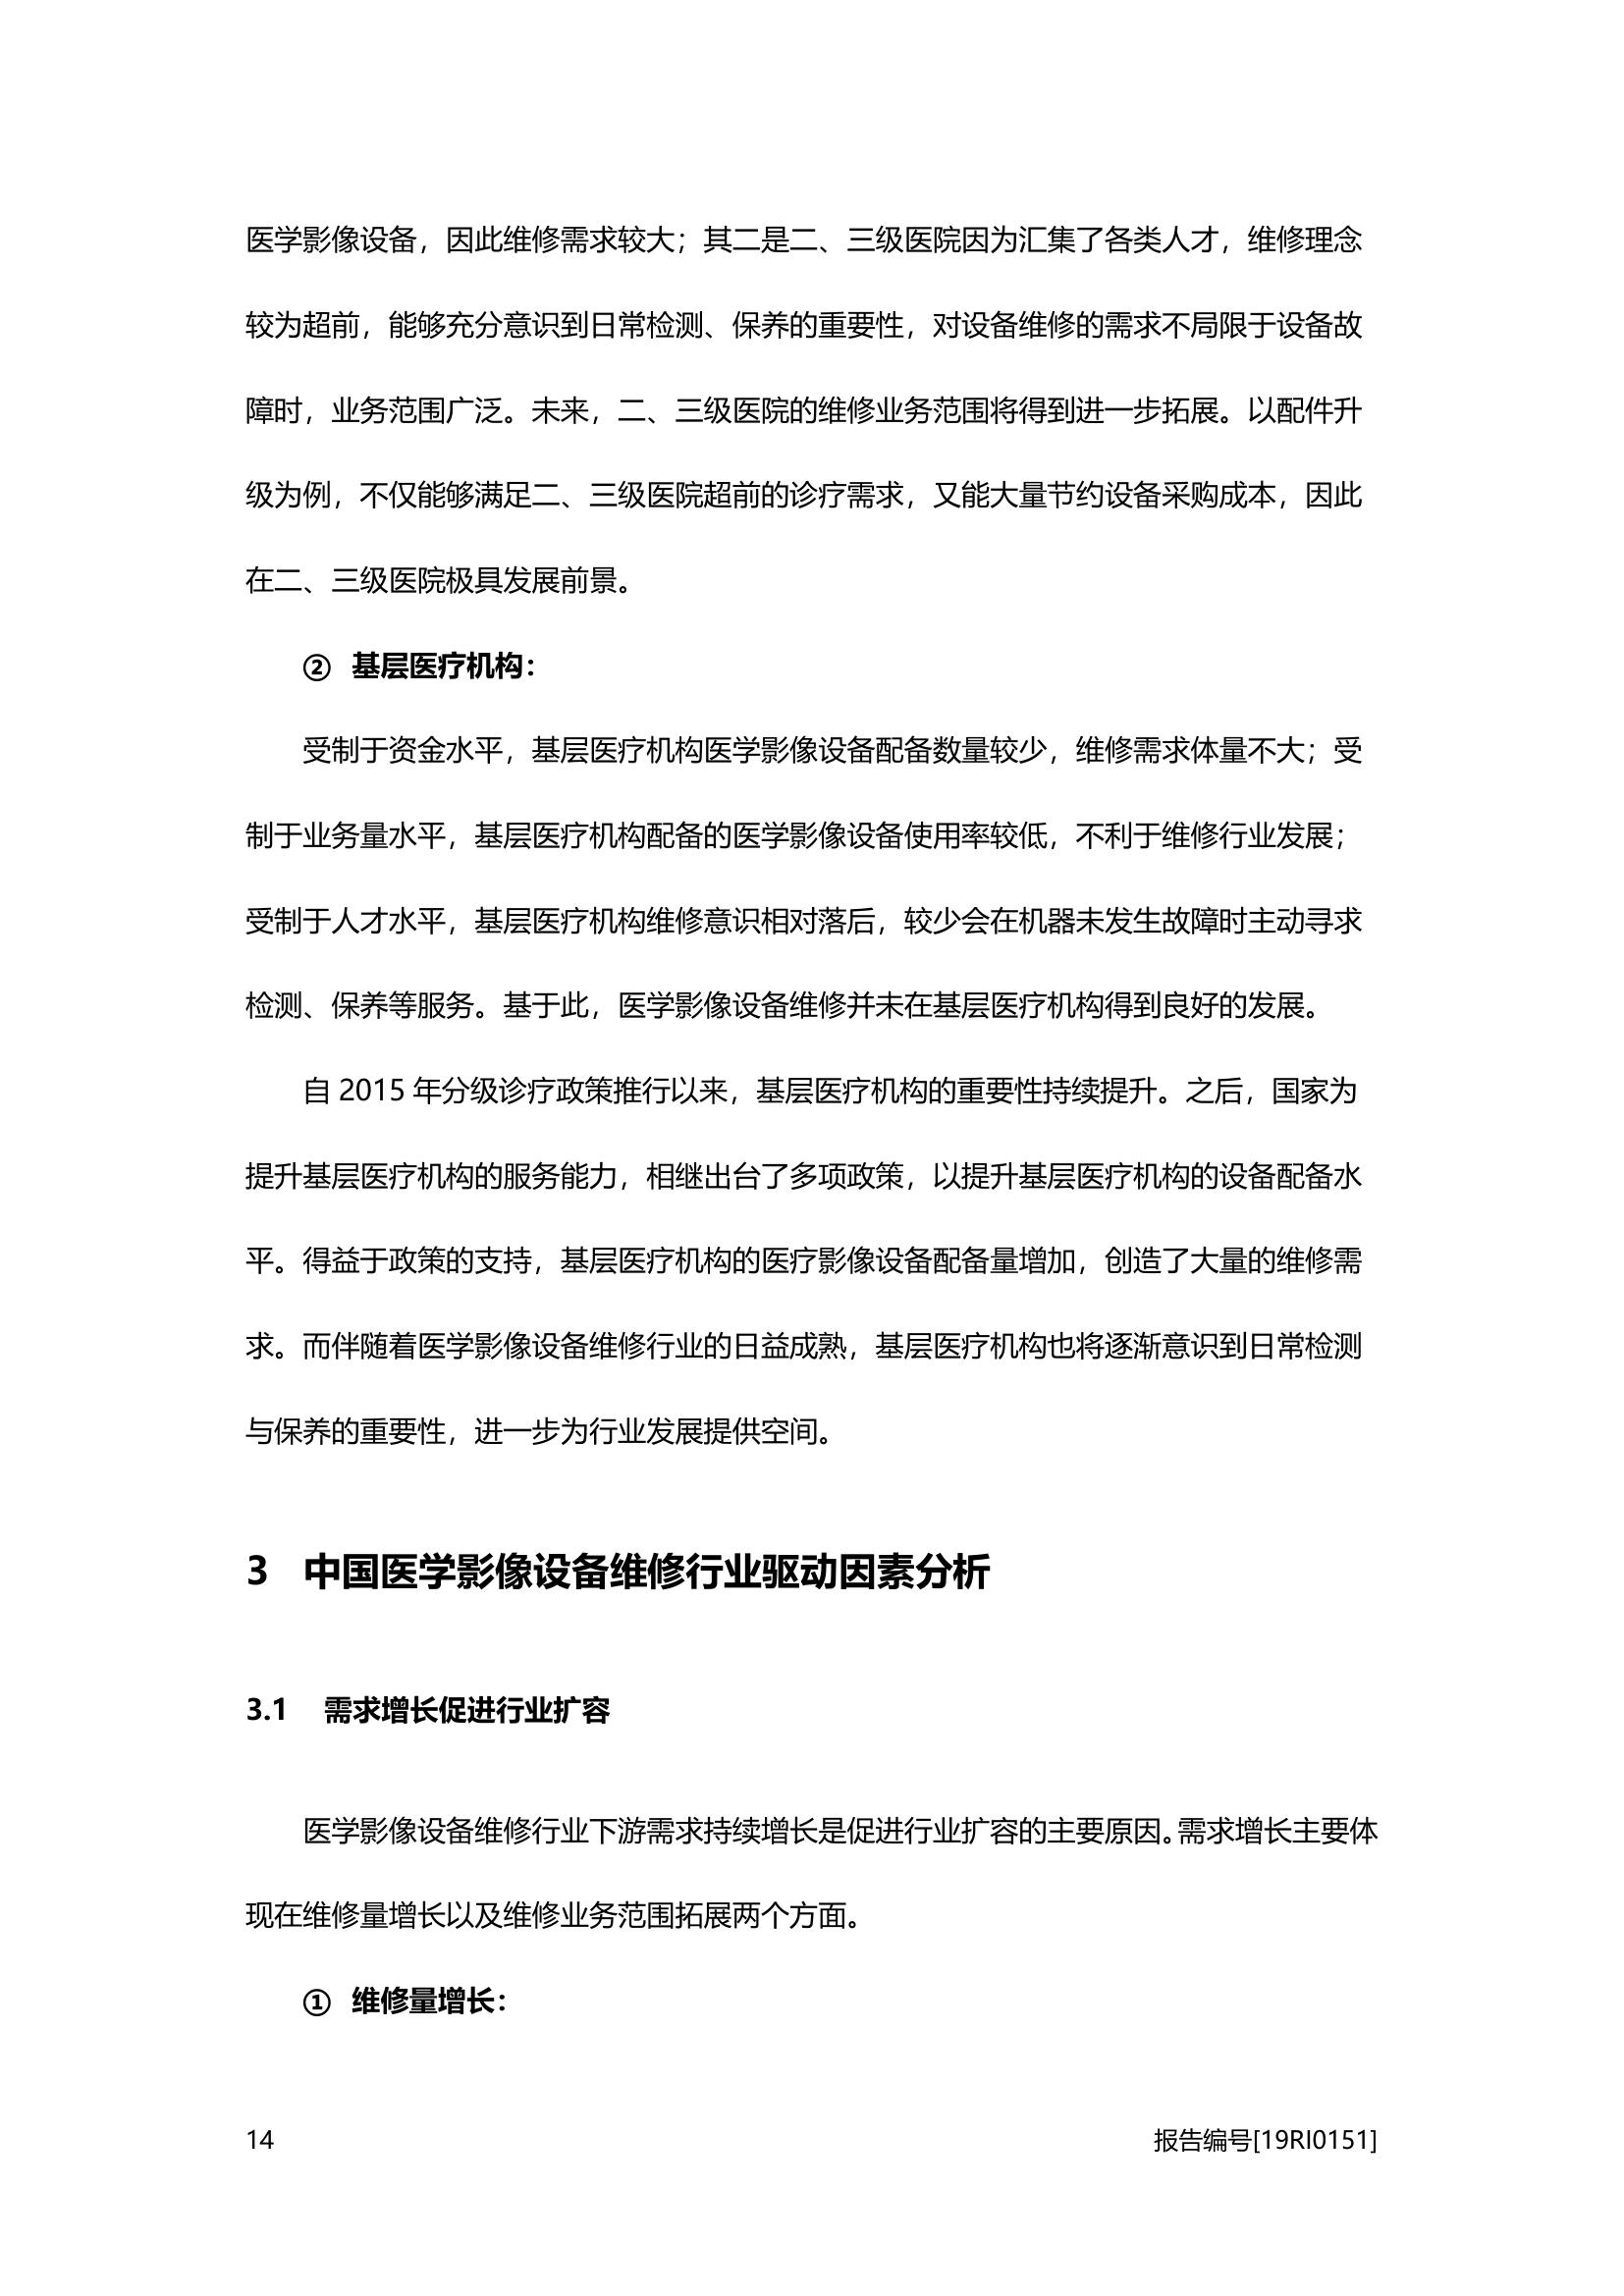 医学影像设备，因此维修需求较大；其二是二、三级医院因为汇集了各类人才，维修理念
较为超前，能够充分意识到日常检测、保养的重要性，对设备维修的需求不局限于设备故
障时，业务范围广泛。未来，二、三级医院的维修业务范围将得到进一步拓展。以配件升
级为例，不仅能够满足二、三级医院超前的诊疗需求，又能大量节约设备采购成本，因此
在二、三级医院极具发展前景。
② 基层医疗机构：
受制于资金水平，基层医疗机构医学影像设备配备数量较少，维修需求体量不大；受
制于业务量水平，基层医疗机构配备的医学影像设备使用率较低，不利于维修行业发展；
受制于人才水平，基层医疗机构维修意识相对落后，较少会在机器未发生故障时主动寻求
检测、保养等服务。基于此，医学影像设备维修并未在基层医疗机构得到良好的发展。
自 2015 年分级诊疗政策推行以来，基层医疗机构的重要性持续提升。之后，国家为
提升基层医疗机构的服务能力，相继出台了多项政策，以提升基层医疗机构的设备配备水
平。得益于政策的支持，基层医疗机构的医疗影像设备配备量增加，创造了大量的维修需
求。而伴随着医学影像设备维修行业的日益成熟，基层医疗机构也将逐渐意识到日常检测
与保养的重要性，进一步为行业发展提供空间。
3 中国医学影像设备维修行业驱动因素分析
3.1 需求增长促进行业扩容
医学影像设备维修行业下游需求持续增长是促进行业扩容的主要原因。需求增长主要体
现在维修量增长以及维修业务范围拓展两个方面。
① 维修量增长：
14 报告编号[19RI0151]